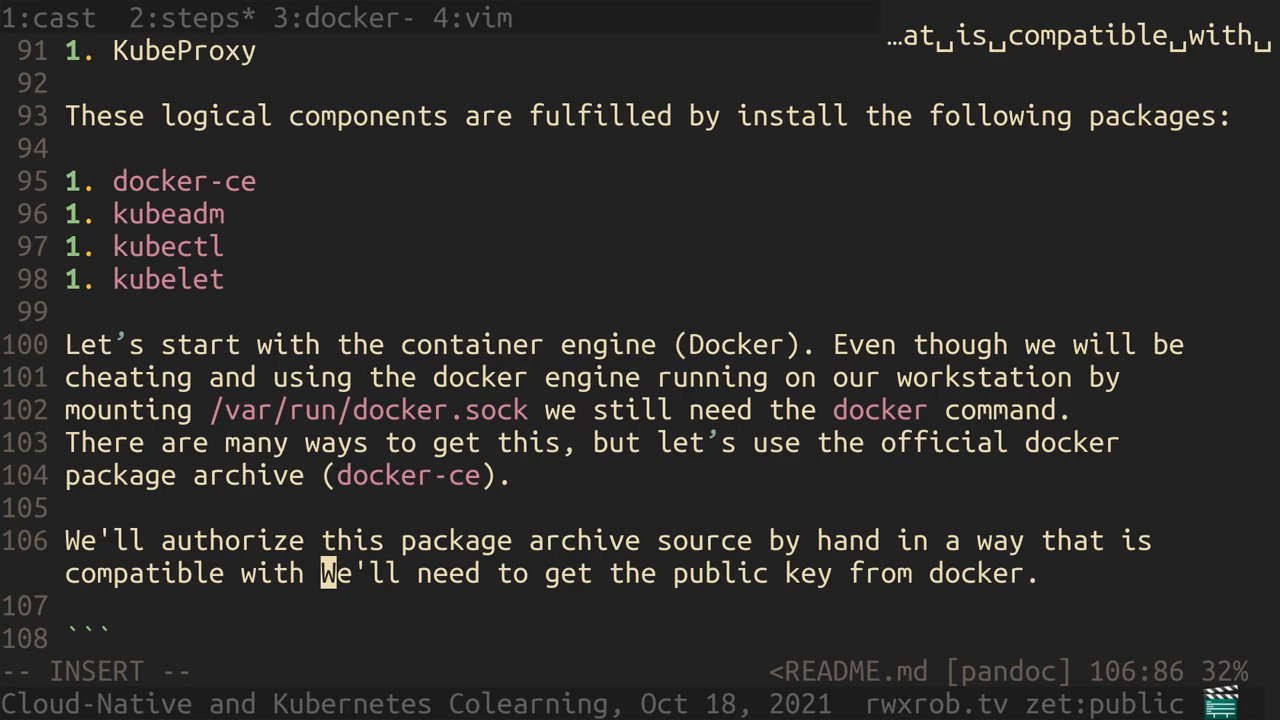 1:cast  2:steps* 3:docker- 4:vim
…at␣is␣compatible␣with␣
91 1. KubeProxy
92
93 These logical components are fulfilled by install the following packages:
94
95 1. docker-ce
96 1. kubeadm
97 1. kubectl
98 1. kubelet
99
100 Let’s start with the container engine (Docker). Even though we will be
101 cheating and using the docker engine running on our workstation by
102 mounting /var/run/docker.sock we still need the docker command.
103 There are many ways to get this, but let’s use the official docker
104 package archive (docker-ce).
105
106 We'll authorize this package archive source by hand in a way that is
compatible with We'll need to get the public key from docker.
107
108 ```
-- INSERT -- <README.md [pandoc] 106:86 32%
Cloud-Native and Kubernetes Colearning, Oct 18, 2021 rwxrob.tv zet:public